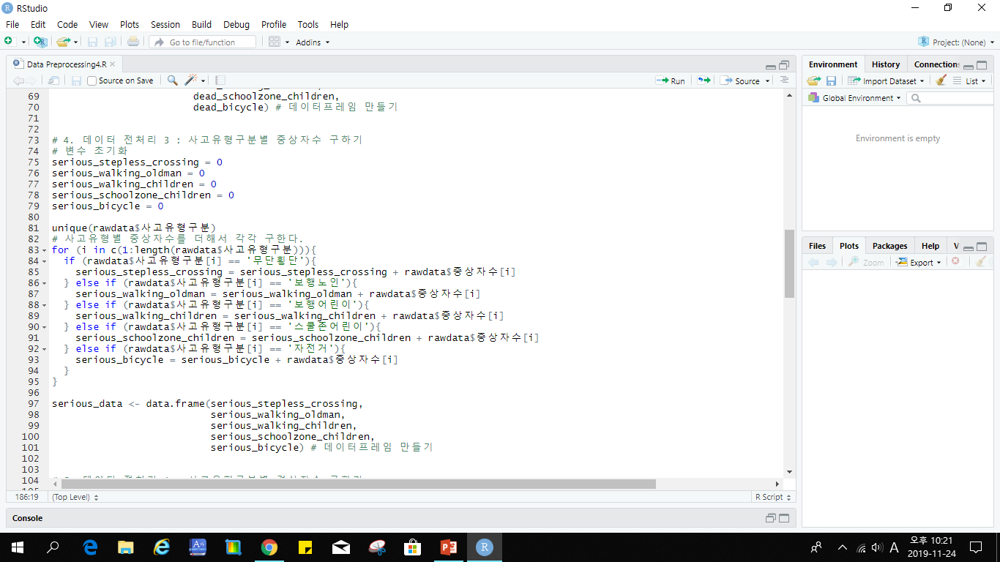 RStudio
File Edit Code View Plots Session Build Debug Profile Tools Help
Go to file/function Addins Project: (None)
Data Preprocessing4.R
Source on Save Run Source
69 dead_schoolzone_children,
70 dead_bicycle) # 데이터프레임 만들기
71
72
73 # 4. 데이터 전처리 3 : 사고유형구분별 중상자수 구하기
74 # 변수 초기화
75 serious_stepless_crossing = 0
76 serious_walking_oldman = 0
77 serious_walking_children = 0
78 serious_schoolzone_children = 0
79 serious_bicycle = 0
80
81 unique(rawdata$사고유형구분)
82 # 사고유형별 중상자수를 더해서 각각 구한다.
83 for (i in c(1:length(rawdata$사고유형구분))){
84 if (rawdata$사고유형구분[i] == '무단횡단'){
85 serious_stepless_crossing = serious_stepless_crossing + rawdata$중상자수[i]
86 } else if (rawdata$사고유형구분[i] == '보행노인'){
87 serious_walking_oldman = serious_walking_oldman + rawdata$중상자수[i]
88 } else if (rawdata$사고유형구분[i] == '보행어린이'){
89 serious_walking_children = serious_walking_children + rawdata$중상자수[i]
90 } else if (rawdata$사고유형구분[i] == '스쿨존어린이'){
91 serious_schoolzone_children = serious_schoolzone_children + rawdata$중상자수[i]
92 } else if (rawdata$사고유형구분[i] == '자전거'){
93 serious_bicycle = serious_bicycle + rawdata$중상자수[i]
94 }
95 }
96
97 serious_data <- data.frame(serious_stepless_crossing,
98 serious_walking_oldman,
99 serious_walking_children,
100 serious_schoolzone_children,
101 serious_bicycle) # 데이터프레임 만들기
102
103
104
186:19 (Top Level) R Script
Console
Environment History Connections
Import Dataset List
Global Environment
Environment is empty
Files Plots Packages Help V
Zoom Export
A 오후 10:21
2019-11-24